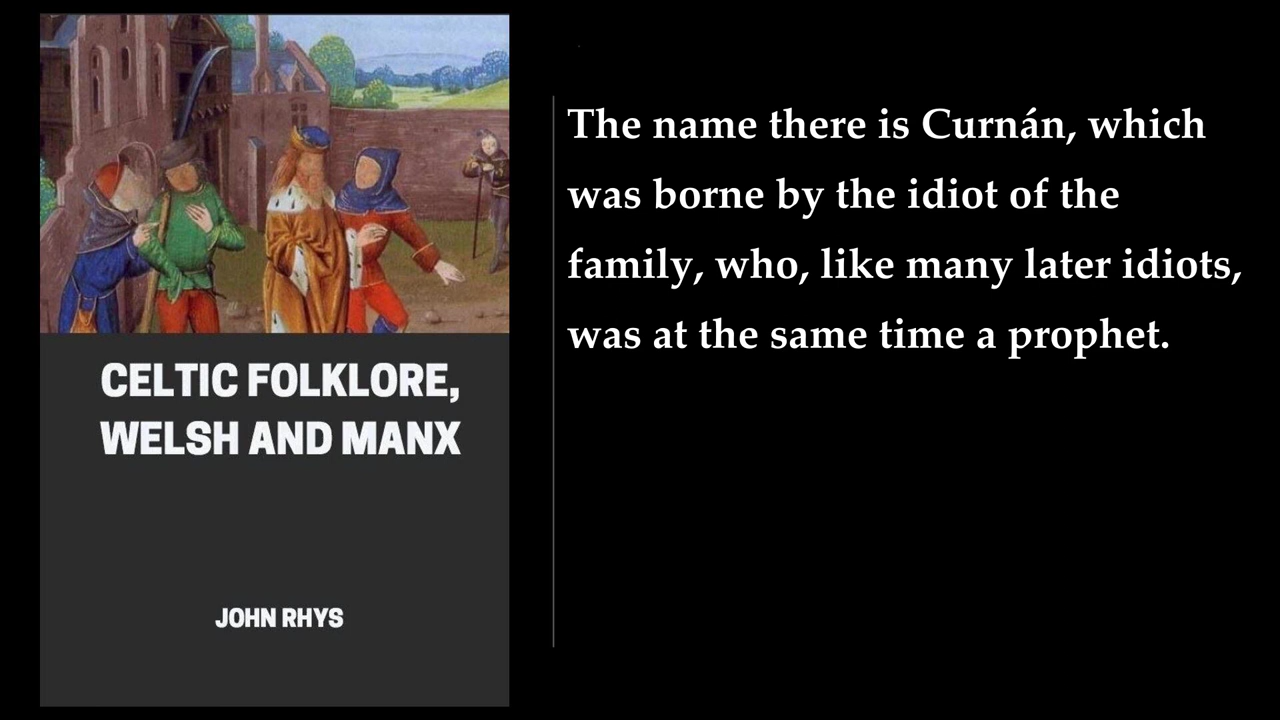 CELTIC FOLKLORE,
WELSH AND MANX
JOHN RHYS
The name there is Curnán, which
was borne by the idiot of the
family, who, like many later idiots,
was at the same time a prophet.